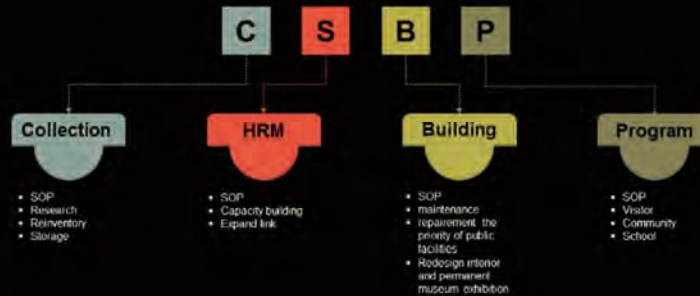 C S B P
Collection HRM Building Program
▪ SOP
▪ Research
▪ Reinventory
▪ Storage
▪ SOP
▪ Capacity building
▪ Expand link
▪ SOP
▪ maintenance
▪ repairement the
priority of public
facilities
▪ Redesign interior
and permanent
museum exhibition
▪ SOP
▪ Visitor
▪ Community
▪ School